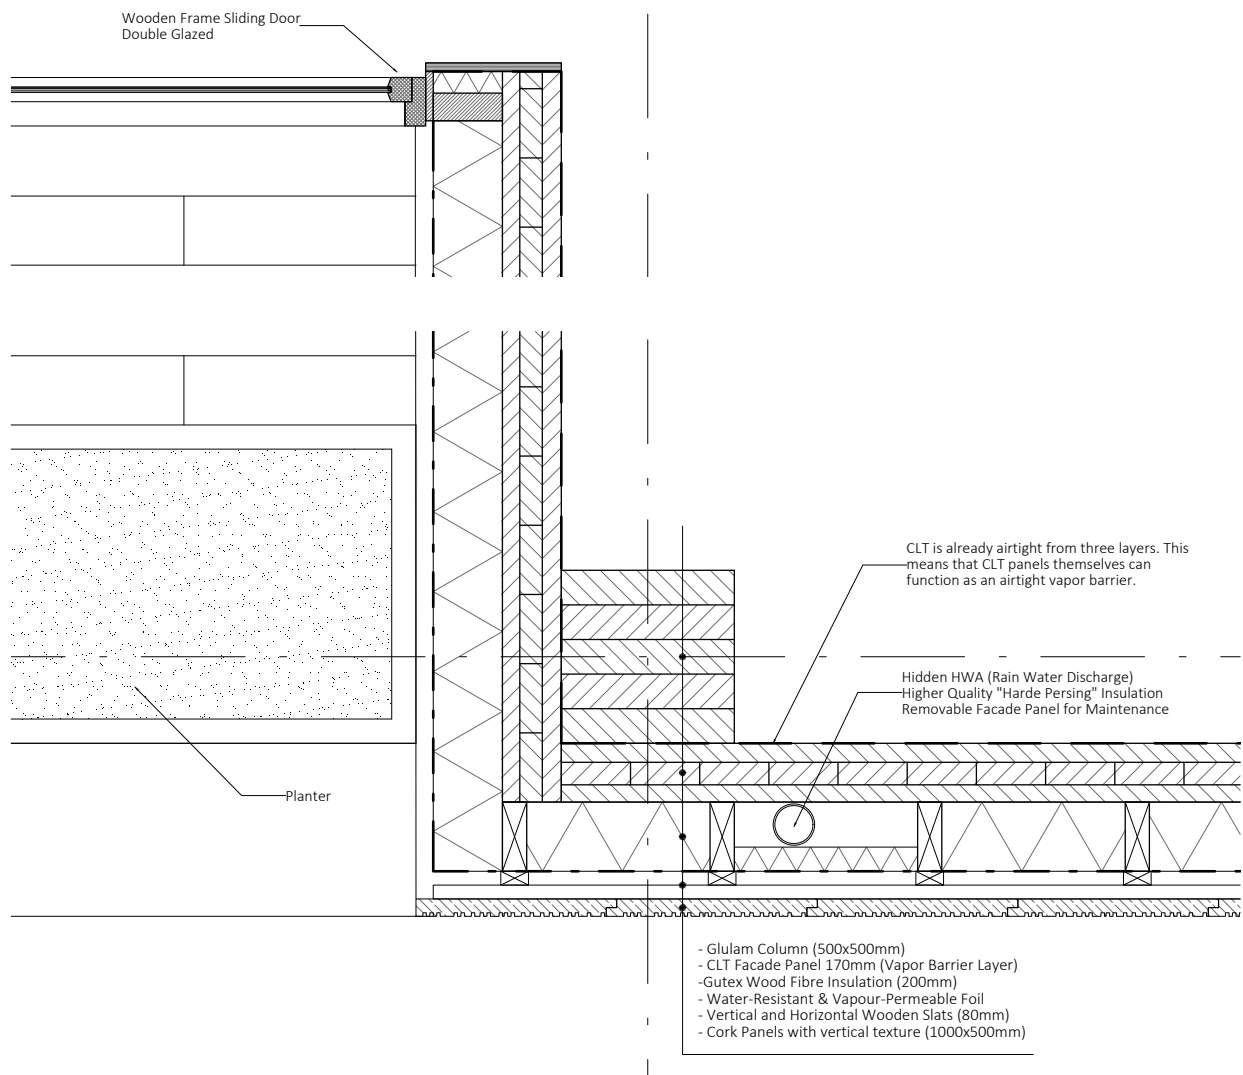 Wooden Frame Sliding Door
Double Glazed
CLT is already airtight from three layers. This
means that CLT panels themselves can
function as an airtight vapor barrier.
Hidden HWA (Rain Water Discharge)
Higher Quality "Harde Persing" Insulation
Removable Facade Panel for Maintenance
Planter
- Glulam Column (500x500mm)
- CLT Facade Panel 170mm (Vapor Barrier Layer)
-Gutex Wood Fibre Insulation (200mm)
- Water-Resistant & Vapour-Permeable Foil
- Vertical and Horizontal Wooden Slats (80mm)
- Cork Panels with vertical texture (1000x500mm)